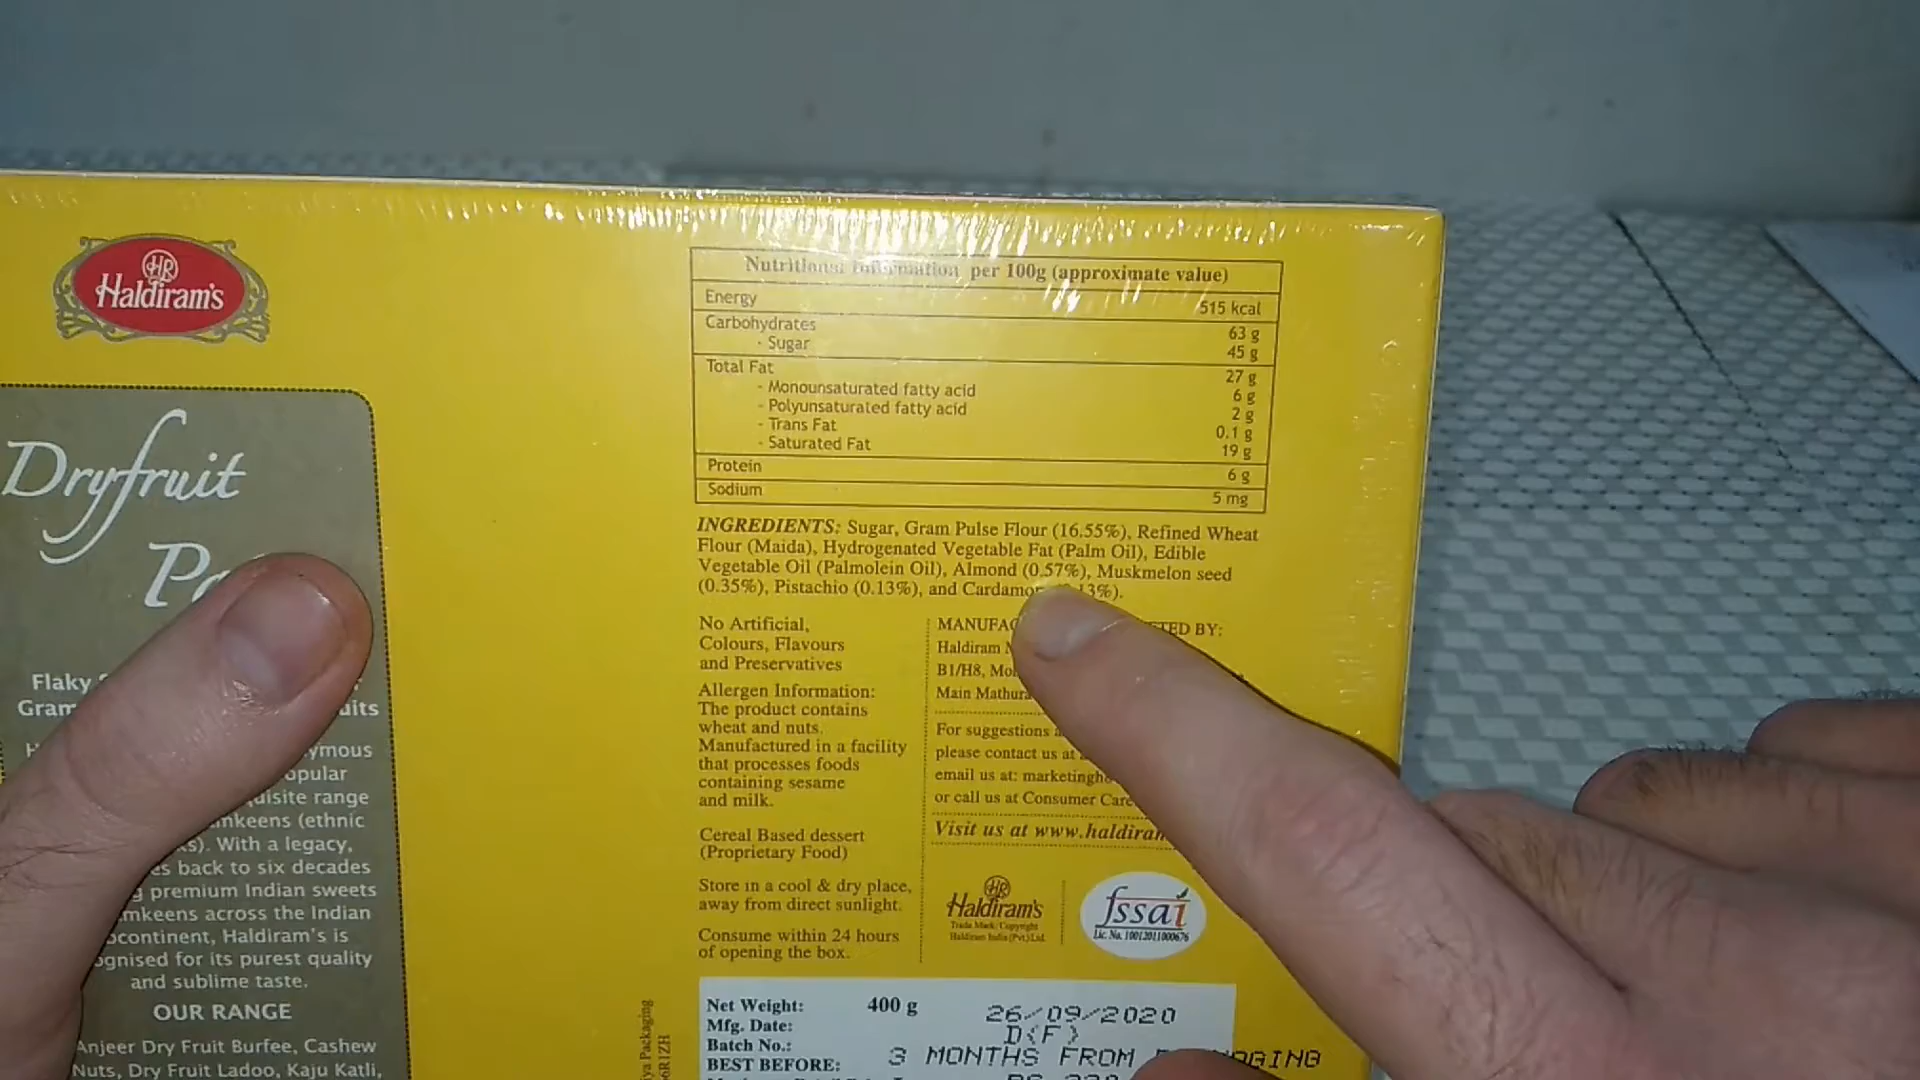 HR
Haldiram's
Dryfruit
Flaky
Gram
ymous
opular
range
(ethnic
With a legacy,
back to six decades
premium Indian sweets
across the Indian
Haldiram's is
for its purest quality
and sublime taste.
OUR RANGE
Anjeer Dry Fruit Burfee, Cashew
Nuts, Dry Fruit Ladoo, Kaju Katli,
Nutritional Information per 100g (approximate value)
Energy 515 kcal
Carbohydrates 63 g
- Sugar 45 g
Total Fat 27 g
- Monounsaturated fatty acid 6 g
- Polyunsaturated fatty acid 2 g
- Trans Fat 0.1 g
- Saturated Fat 19 g
Protein 6 g
Sodium 5 mg
INGREDIENTS: Sugar, Gram Pulse Flour (16.55%), Refined Wheat
Flour (Maida), Hydrogenated Vegetable Fat (Palm Oil), Edible
Vegetable Oil (Palmolein Oil), Almond (0.57%), Muskmelon seed
(0.35%), Pistachio (0.13%), and Cardamo 13%).
No Artificial,
Colours, Flavours
and Preservatives
Allergen Information:
The product contains
wheat and nuts.
Manufactured in a facility
that processes foods
containing sesame
and milk.
Cereal Based dessert
(Proprietary Food)
Store in a cool & dry place,
away from direct sunlight.
Consume within 24 hours
of opening the box.
MANUFAC TED BY:
Haldiram
B1/H8, Mo
Main Mathura
For suggestions
please contact us at
email us at: marketingh
or call us at Consumer Care
Visit us at www.haldiram
HR
Haldiram's
Trade Mark/Copyright
Haldiram India (Pvt.) Ltd.
fssai
Lic. No. 10012011000676
ya Packaging
6R1ZH
Net Weight: 400 g
Mfg. Date: 26/09/2020
Batch No.: D(F)
BEST BEFORE: 3 MONTHS FROM AGING